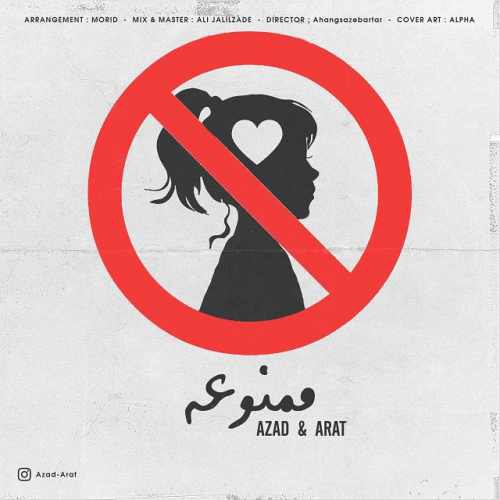 ARRANGEMENT : MORID - MIX & MASTER : ALI JALILZADE - DIRECTOR ; Ahangsazebartar - COVER ART : ALPHA
ممنوعه
AZAD & ARAT
Azad-Arat